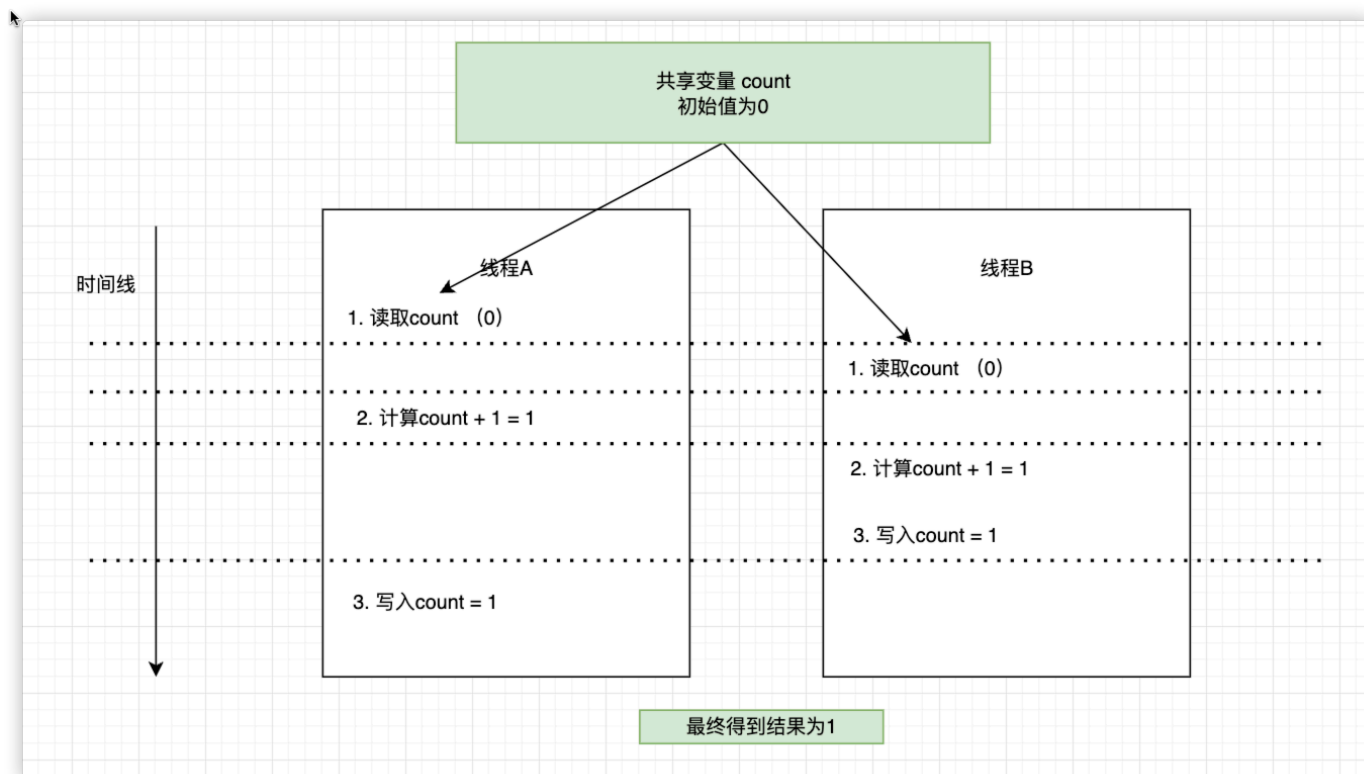 共享变量 count
初始值为0
时间线
线程A
1. 读取count （0）
2. 计算count + 1 = 1
3. 写入count = 1
线程B
1. 读取count （0）
2. 计算count + 1 = 1
3. 写入count = 1
最终得到结果为1